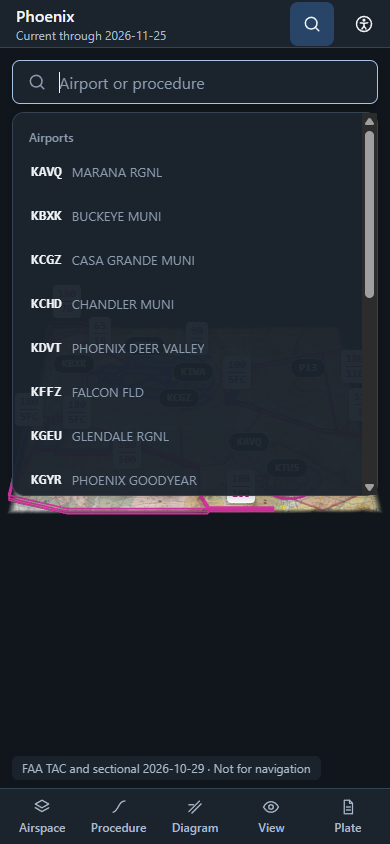 Phoenix
Current through 2026-11-25
Airport or procedure
Airports
KAVQ MARANA RGNL
KBXK BUCKEYE MUNI
KCGZ CASA GRANDE MUNI
KCHD CHANDLER MUNI
KDVT PHOENIX DEER VALLEY
KFFZ FALCON FLD
KGEU GLENDALE RGNL
KGYR PHOENIX GOODYEAR
FAA TAC and sectional 2026-10-29 · Not for navigation
Airspace Procedure Diagram View Plate